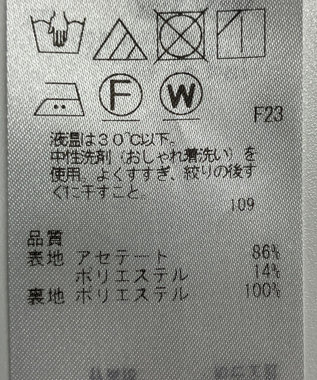 F
W
F23
液温は30℃以下。
中性洗剤（おしゃれ着洗い）を
使用。よくすすぎ、絞りの後す
ぐに干すこと。
109
品質
表地 アセテート 86%
ポリエステル 14%
裏地 ポリエステル 100%